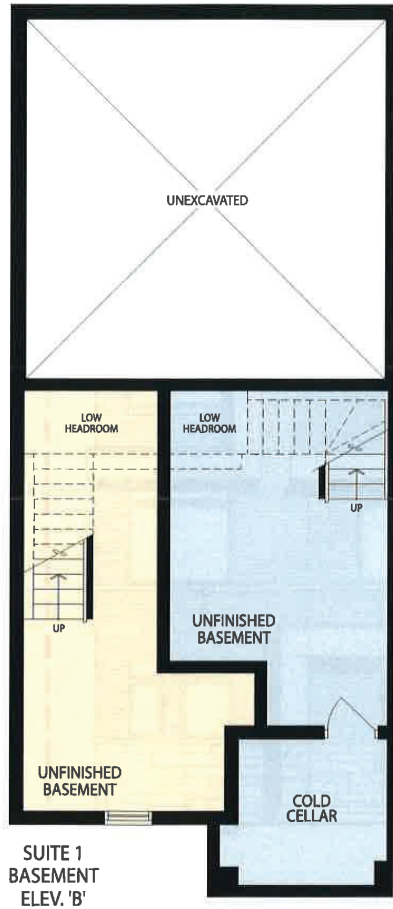 UNEXCAVATED
LOW
HEADROOM
LOW
HEADROOM
UP
UP
UNFINISHED
BASEMENT
UNFINISHED
BASEMENT
COLD
CELLAR
SUITE 1
BASEMENT
ELEV. 'B'